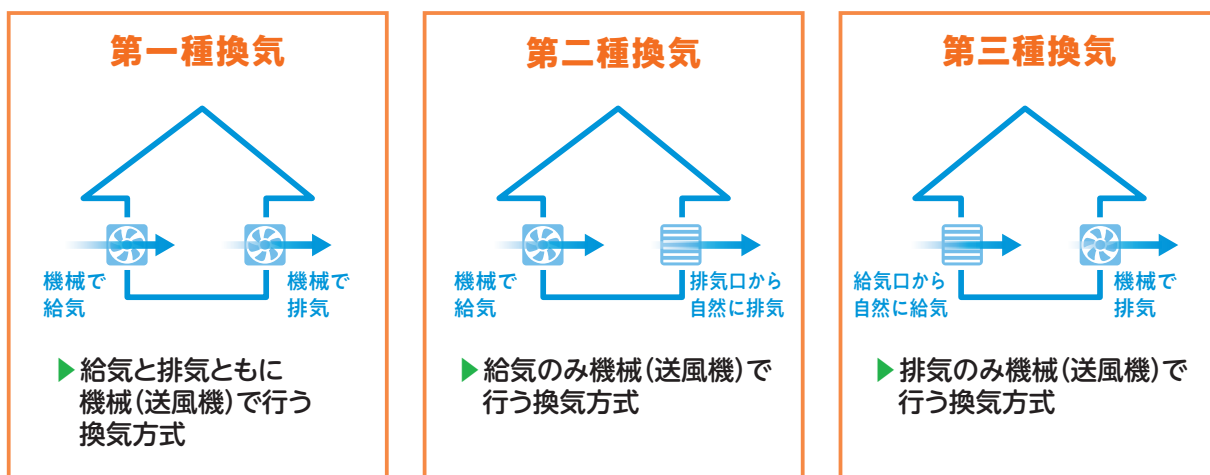 第一種換気
機械で
給気
機械で
排気
▶給気と排気ともに
機械(送風機)で行う
換気方式
第二種換気
機械で
給気
排気口から
自然に排気
▶給気のみ機械(送風機)で
行う換気方式
第三種換気
給気口から
自然に給気
機械で
排気
▶排気のみ機械(送風機)で
行う換気方式